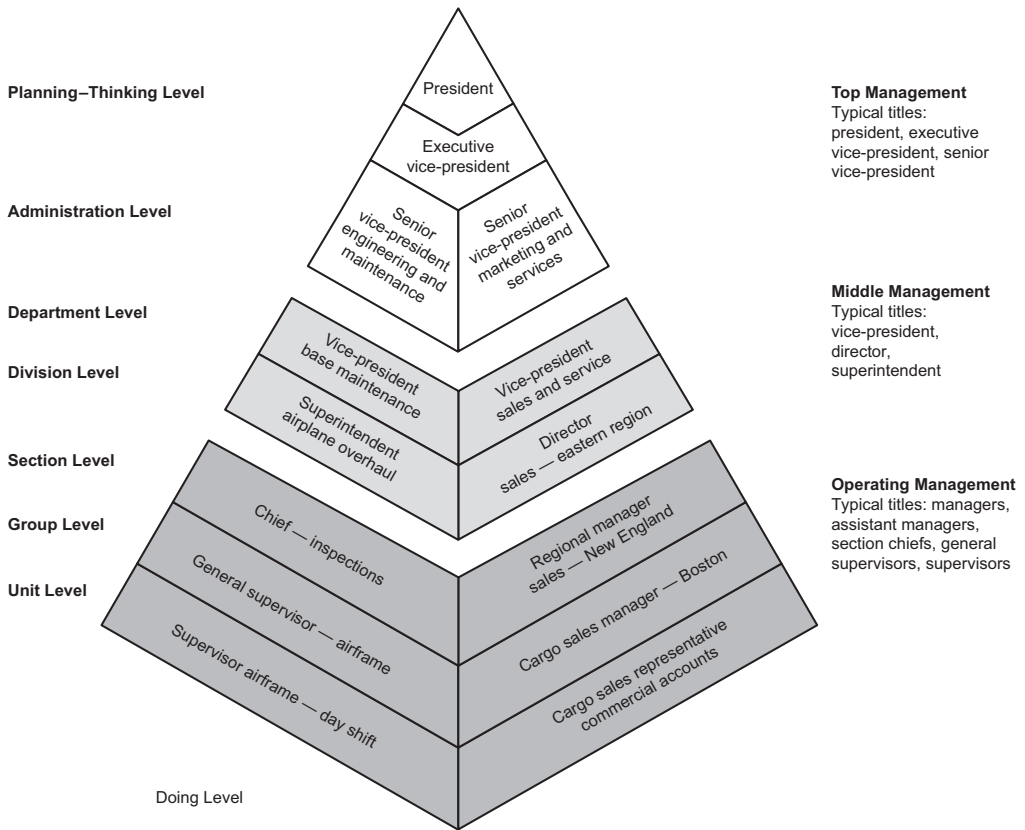 Planning–Thinking Level
Administration Level
Department Level
Division Level
Section Level
Group Level
Unit Level
Doing Level
President
Executive
vice-president
Senior
vice-president
engineering and
maintenance
Senior
vice-president
marketing and
services
Vice-president
base maintenance
Vice-president
sales and service
Superintendent
airplane overhaul
Director
sales — eastern region
Chief — inspections
Regional manager
sales — New England
General supervisor — airframe
Cargo sales manager — Boston
Supervisor airframe — day shift
Cargo sales representative
commercial accounts
Top Management
Typical titles:
president, executive
vice-president, senior
vice-president
Middle Management
Typical titles:
vice-president,
director,
superintendent
Operating Management
Typical titles: managers,
assistant managers,
section chiefs, general
supervisors, supervisors